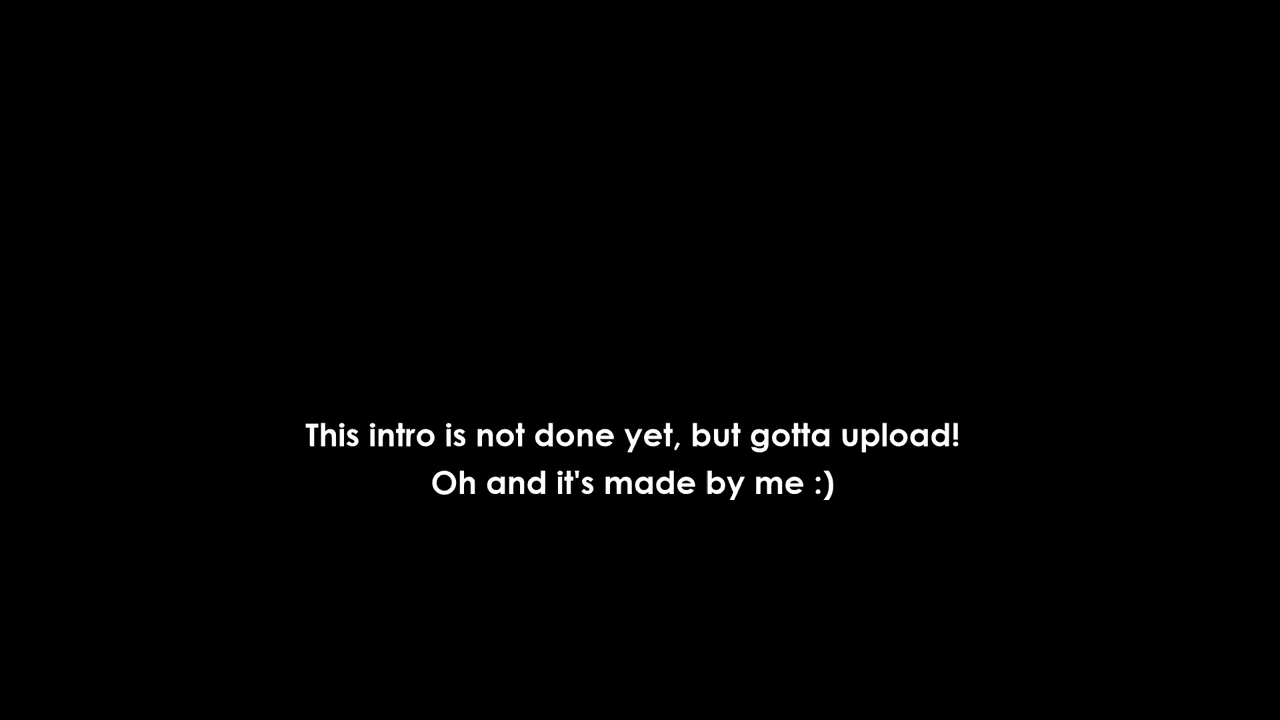 This intro is not done yet, but gotta upload!
Oh and it's made by me :)